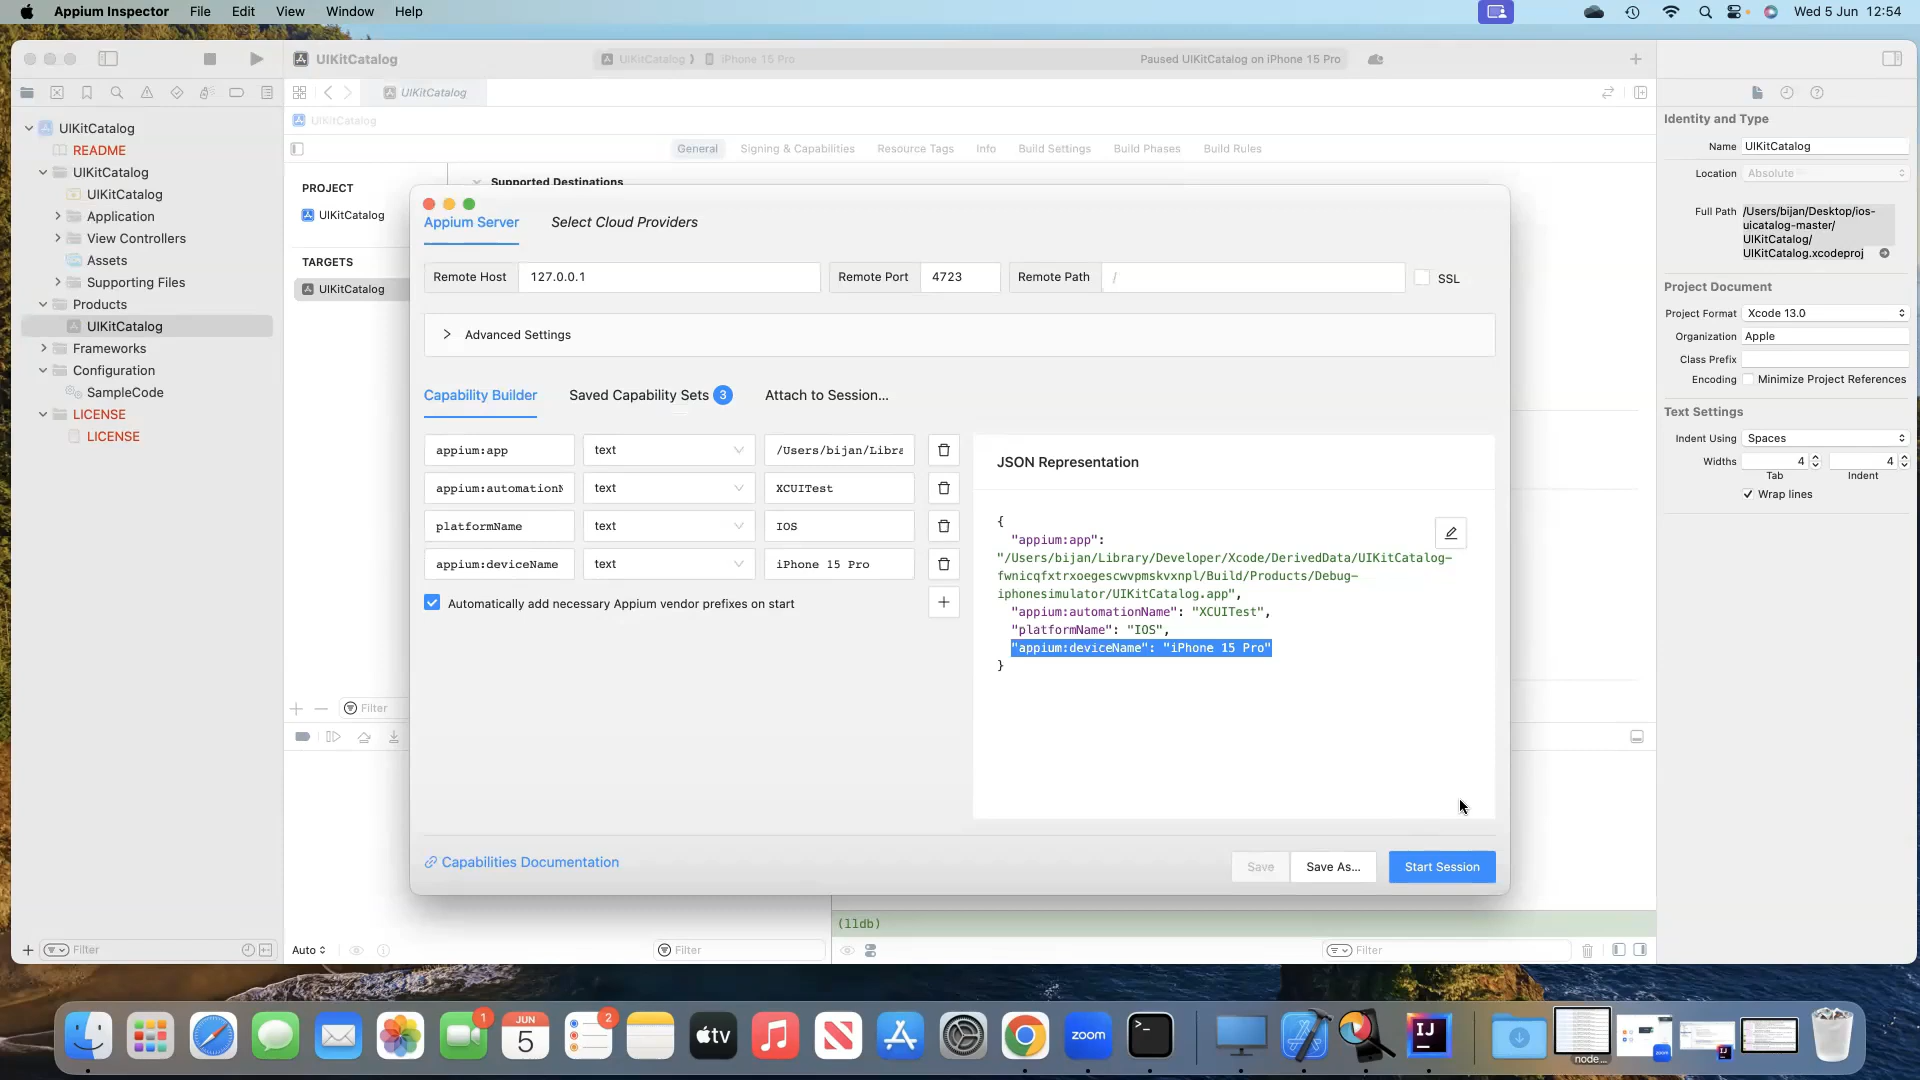 Appium Inspector File Edit View Window Help Wed 5 Jun 12:54
UIKitCatalog UIKitCatalog ⟩ iPhone 15 Pro Paused UIKitCatalog on iPhone 15 Pro
UIKitCatalog
UIKitCatalog
General Signing & Capabilities Resource Tags Info Build Settings Build Phases Build Rules
UIKitCatalog
README
UIKitCatalog
UIKitCatalog
Application
View Controllers
Assets
Supporting Files
Products
UIKitCatalog
Frameworks
Configuration
SampleCode
LICENSE
LICENSE
Filter
PROJECT
UIKitCatalog
TARGETS
UIKitCatalog
Filter
Supported Destinations
Appium Server Select Cloud Providers
Remote Host 127.0.0.1 Remote Port 4723 Remote Path / SSL
Advanced Settings
Capability Builder Saved Capability Sets 3 Attach to Session...
appium:app text /Users/bijan/Libra
appium:automationN text XCUITest
platformName text IOS
appium:deviceName text iPhone 15 Pro
Automatically add necessary Appium vendor prefixes on start
JSON Representation
{
"appium:app":
"/Users/bijan/Library/Developer/Xcode/DerivedData/UIKitCatalog-
fwnicqfxtrxoegescwvpmskvxnpl/Build/Products/Debug-
iphonesimulator/UIKitCatalog.app",
"appium:automationName": "XCUITest",
"platformName": "IOS",
"appium:deviceName": "iPhone 15 Pro"
}
Capabilities Documentation Save Save As... Start Session
(lldb)
Auto Filter Filter
Identity and Type
Name UIKitCatalog
Location Absolute
Full Path /Users/bijan/Desktop/ios-
uicatalog-master/
UIKitCatalog/
UIKitCatalog.xcodeproj
Project Document
Project Format Xcode 13.0
Organization Apple
Class Prefix
Encoding Minimize Project References
Text Settings
Indent Using Spaces
Widths 4 4
Tab Indent
Wrap lines
1 JUN 5 2 tv zoom >_ IJ node...